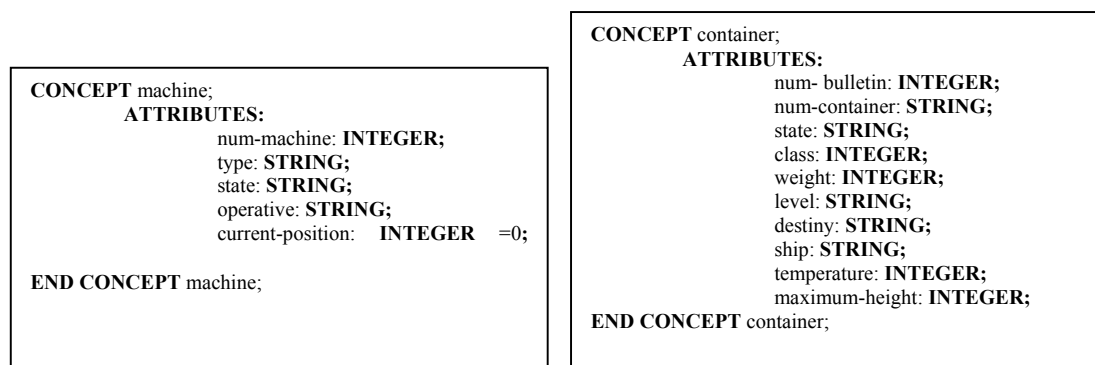 CONCEPT machine;
ATTRIBUTES:
num-machine: INTEGER;
type: STRING;
state: STRING;
operative: STRING;
current-position: INTEGER =0;
END CONCEPT machine;
CONCEPT container;
ATTRIBUTES:
num- bulletin: INTEGER;
num-container: STRING;
state: STRING;
class: INTEGER;
weight: INTEGER;
level: STRING;
destiny: STRING;
ship: STRING;
temperature: INTEGER;
maximum-height: INTEGER;
END CONCEPT container;